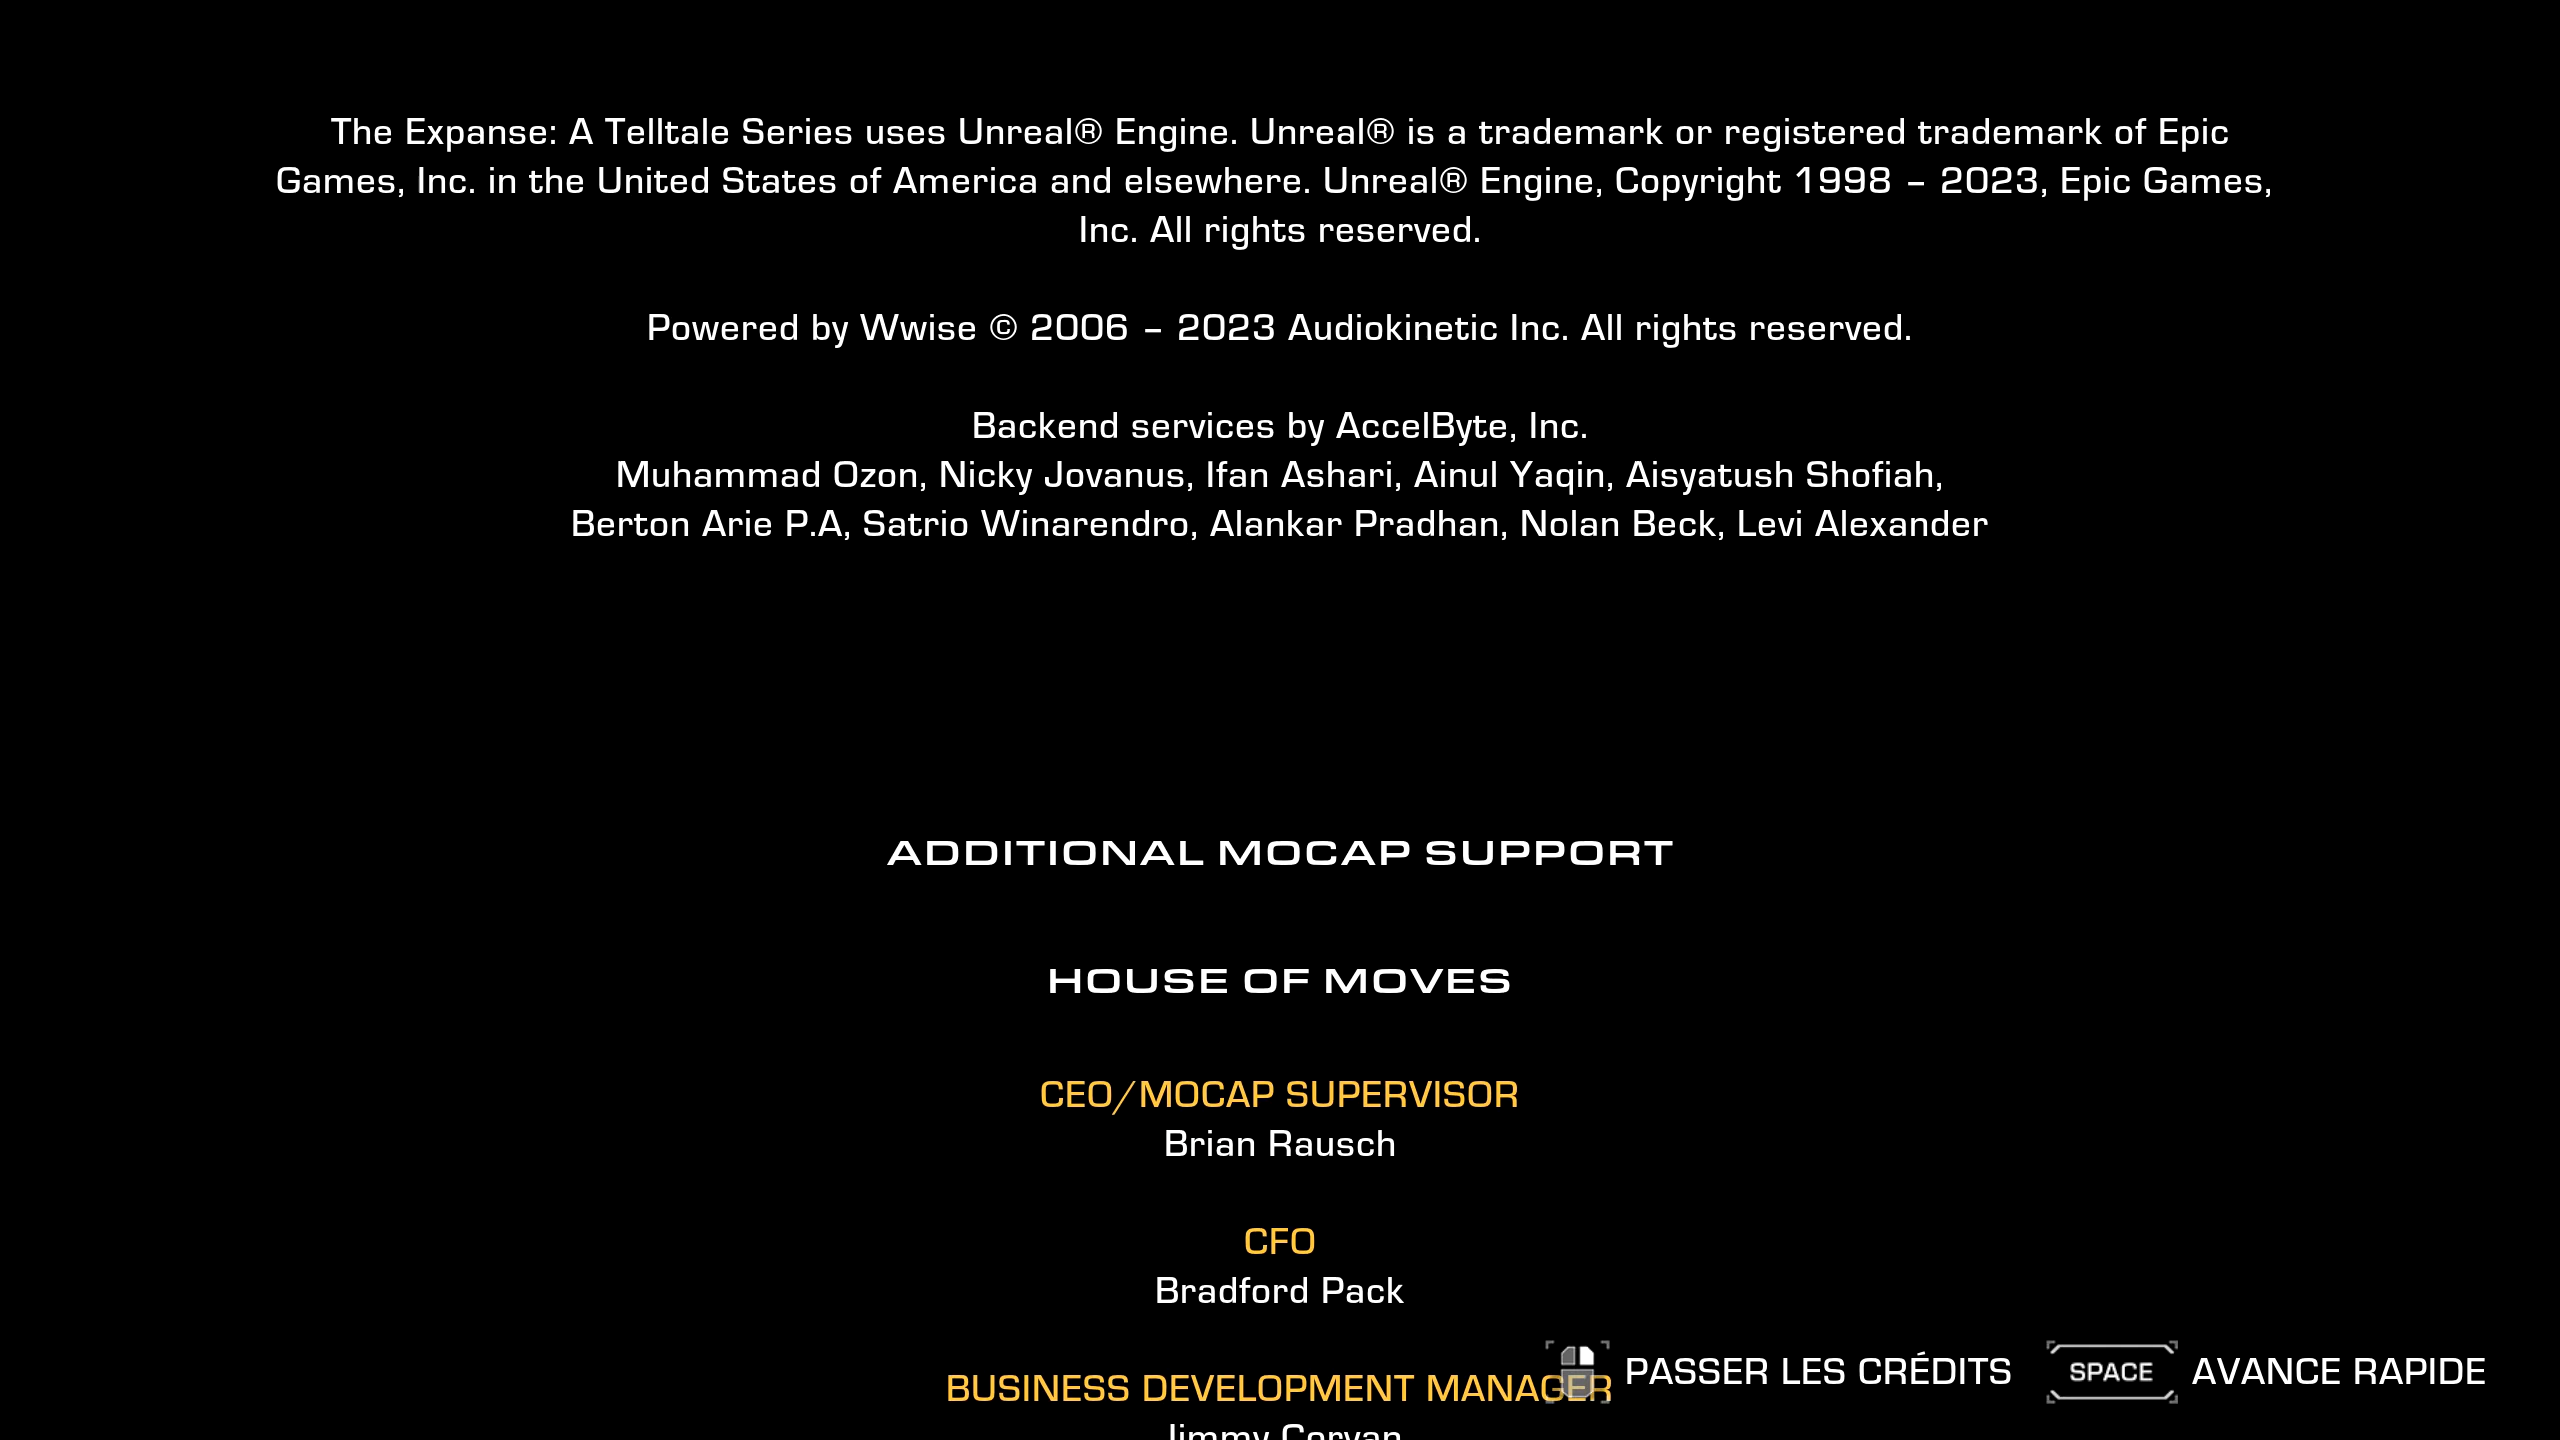 The Expanse: A Telltale Series uses Unreal® Engine. Unreal® is a trademark or registered trademark of Epic
Games, Inc. in the United States of America and elsewhere. Unreal® Engine, Copyright 1998 – 2023, Epic Games,
Inc. All rights reserved.
Powered by Wwise © 2006 – 2023 Audiokinetic Inc. All rights reserved.
Backend services by AccelByte, Inc.
Muhammad Ozon, Nicky Jovanus, Ifan Ashari, Ainul Yaqin, Aisyatush Shofiah,
Berton Arie P.A, Satrio Winarendro, Alankar Pradhan, Nolan Beck, Levi Alexander
ADDITIONAL MOCAP SUPPORT
HOUSE OF MOVES
CEO/MOCAP SUPERVISOR
Brian Rausch
CFO
Bradford Pack
BUSINESS DEVELOPMENT MANAGER
Jimmy Corvan
PASSER LES CRÉDITS
SPACE AVANCE RAPIDE